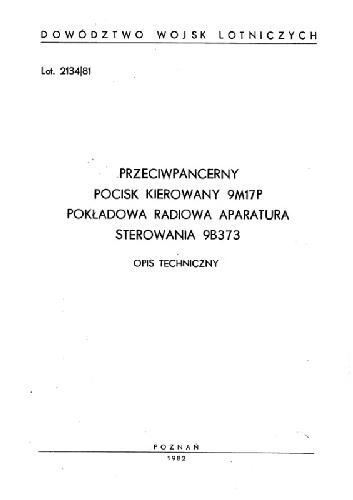 DOWÓDZTWO WOJSK LOTNICZYCH
Lot. 2134/81
PRZECIWPANCERNY
POCISK KIEROWANY 9M17P
POKŁADOWA RADIOWA APARATURA
STEROWANIA 9B373
OPIS TECHNICZNY
POZNAŃ
1982